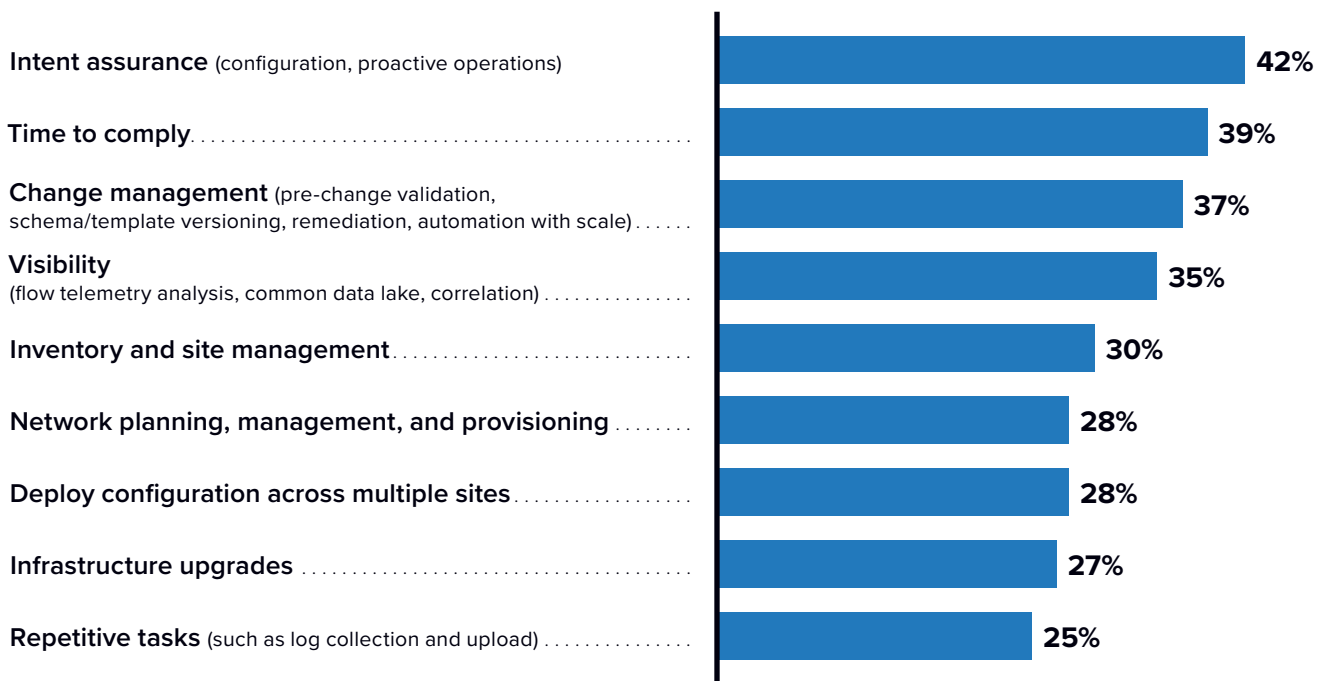 Intent assurance (configuration, proactive operations) 42%
Time to comply 39%
Change management (pre-change validation,
schema/template versioning, remediation, automation with scale) 37%
Visibility
(flow telemetry analysis, common data lake, correlation) 35%
Inventory and site management 30%
Network planning, management, and provisioning 28%
Deploy configuration across multiple sites 28%
Infrastructure upgrades 27%
Repetitive tasks (such as log collection and upload) 25%